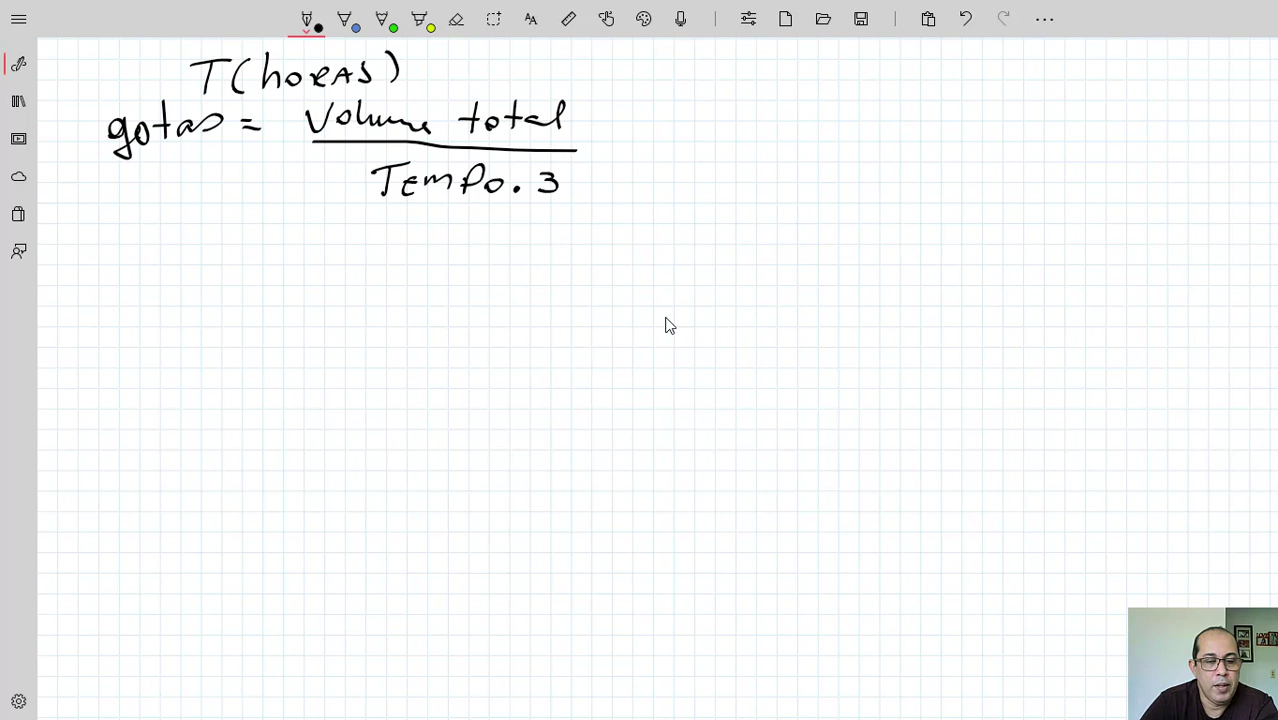 T(horas)
gotas = Volume total
Tempo . 3